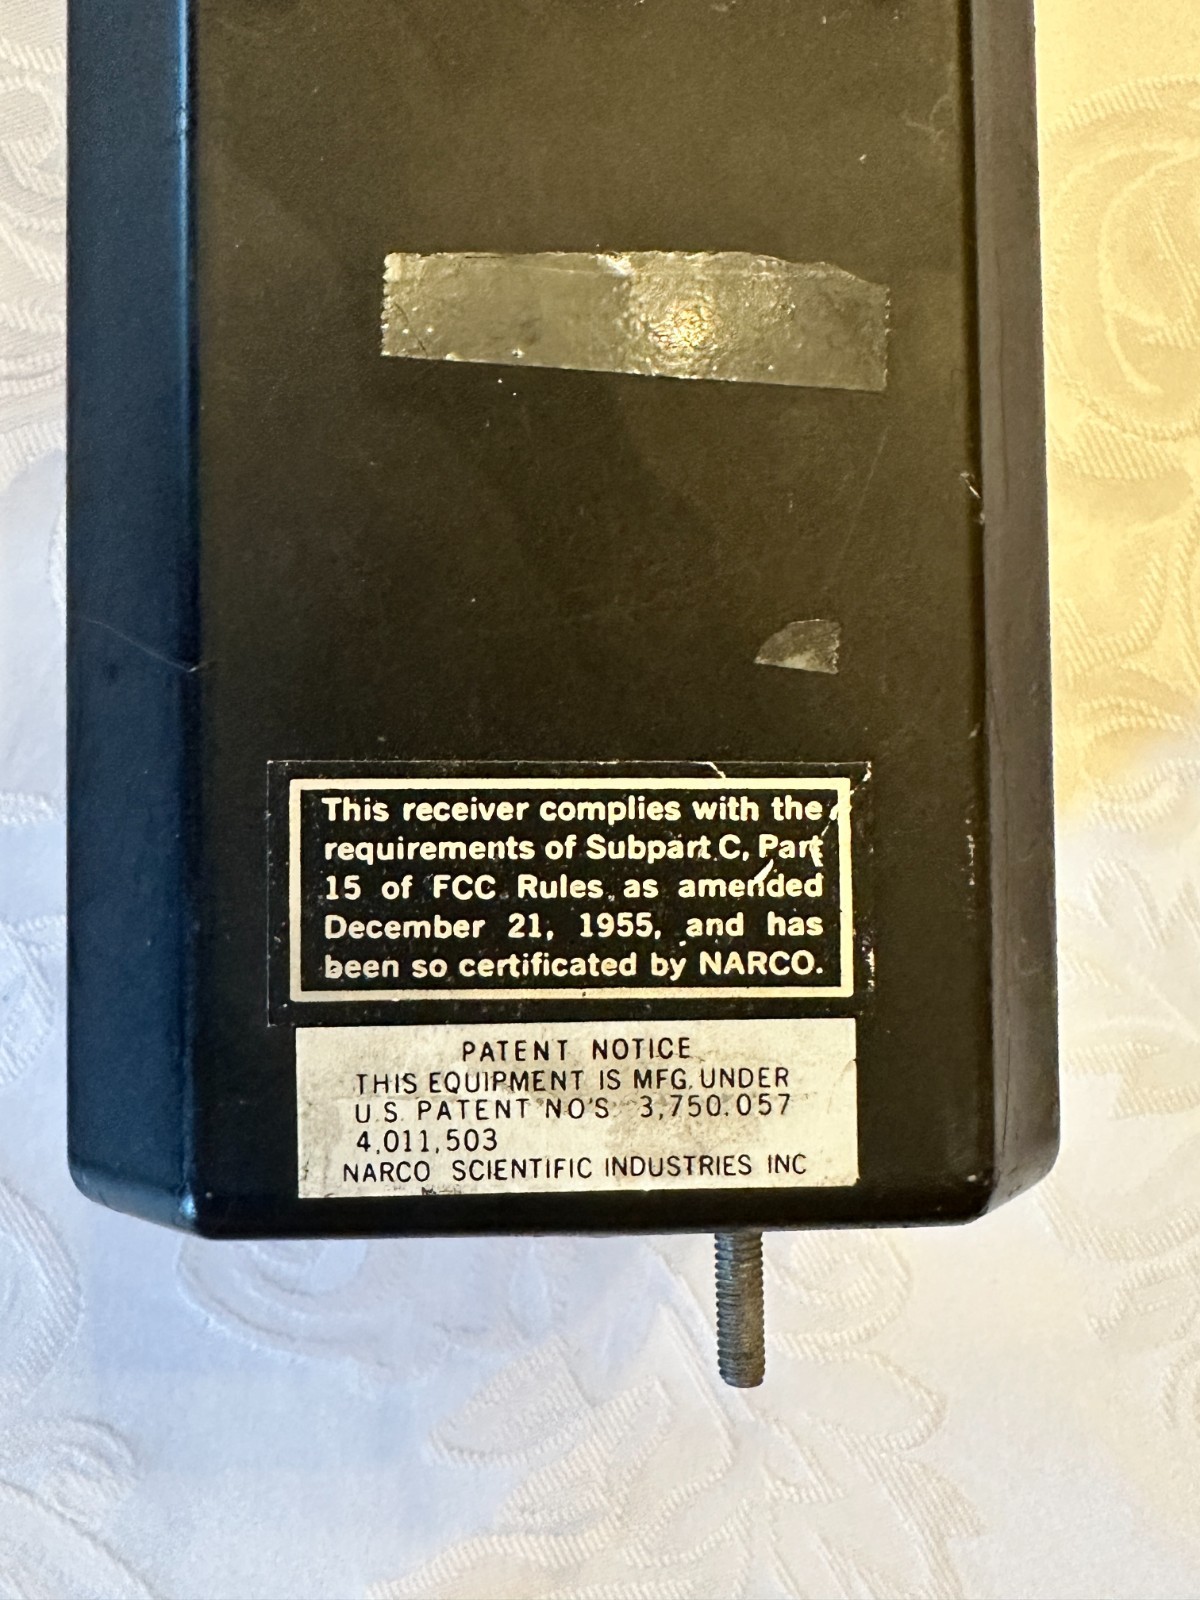 This receiver complies with the
requirements of Subpart C, Part
15 of FCC Rules, as amended
December 21, 1955, and has
been so certificated by NARCO.
PATENT NOTICE
THIS EQUIPMENT IS MFG. UNDER
U.S. PATENT NO'S 3,750.057
4,011,503
NARCO SCIENTIFIC INDUSTRIES INC